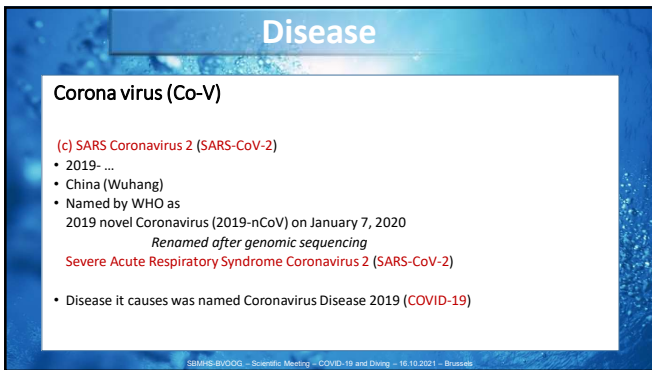 Disease
Corona virus (Co-V)
(c) SARS Coronavirus 2 (SARS-CoV-2)
• 2019- ...
• China (Wuhang)
• Named by WHO as
2019 novel Coronavirus (2019-nCoV) on January 7, 2020
Renamed after genomic sequencing
Severe Acute Respiratory Syndrome Coronavirus 2 (SARS-CoV-2)
• Disease it causes was named Coronavirus Disease 2019 (COVID-19)
SBMHS-BVOOG – Scientific Meeting – COVID-19 and Diving – 16.10.2021 – Brussels